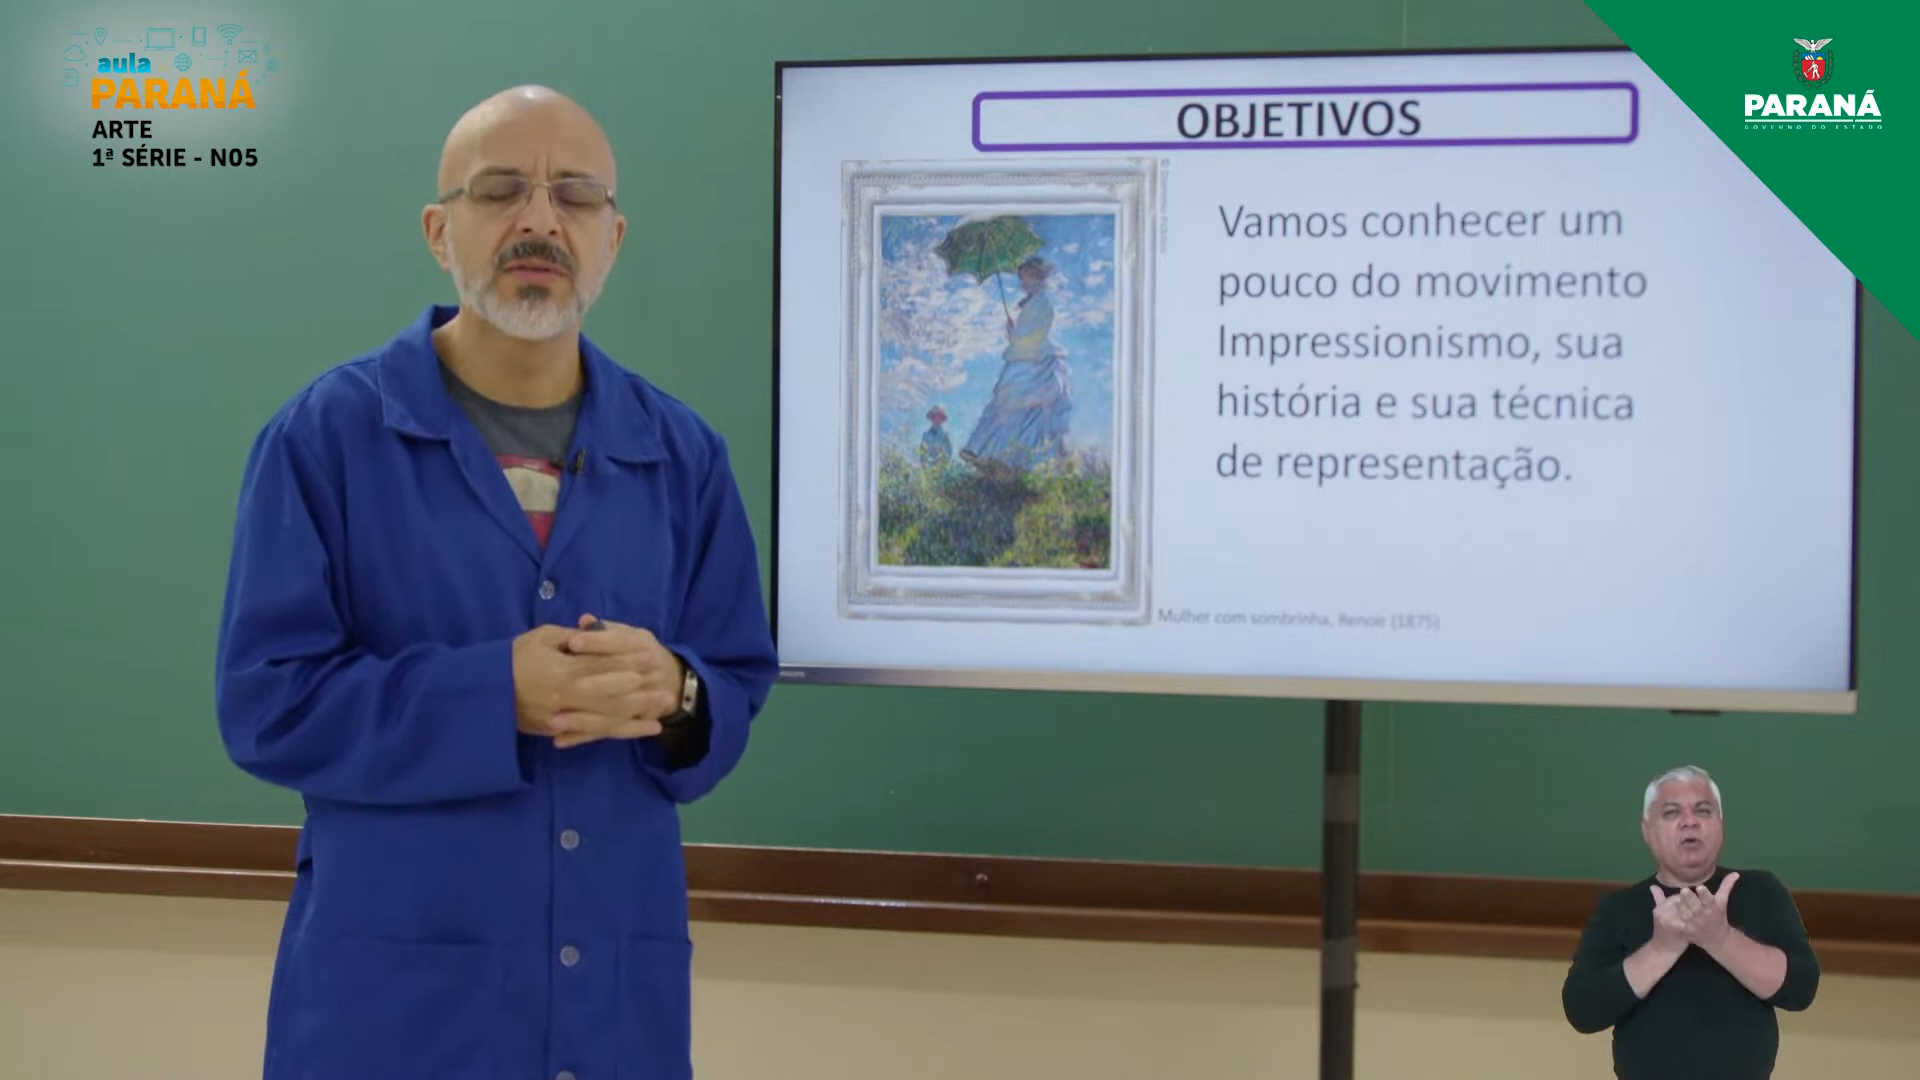 aula
PARANÁ
ARTE
1ª SÉRIE - N05
OBJETIVOS
Vamos conhecer um
pouco do movimento
Impressionismo, sua
história e sua técnica
de representação.
Mulher com sombrinha, Renoir (1875)
PARANÁ
GOVERNO DO ESTADO